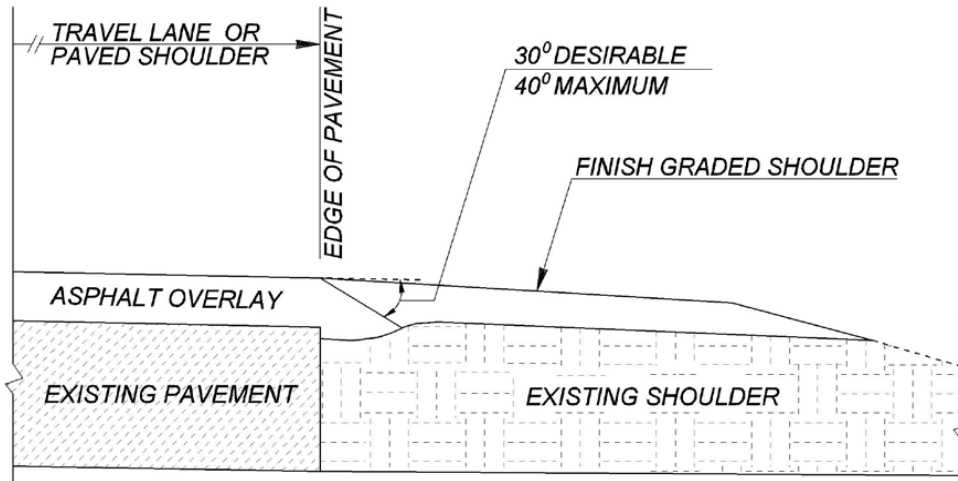 TRAVEL LANE OR
PAVED SHOULDER
EDGE OF PAVEMENT
30⁰ DESIRABLE
40⁰ MAXIMUM
FINISH GRADED SHOULDER
ASPHALT OVERLAY
EXISTING PAVEMENT
EXISTING SHOULDER